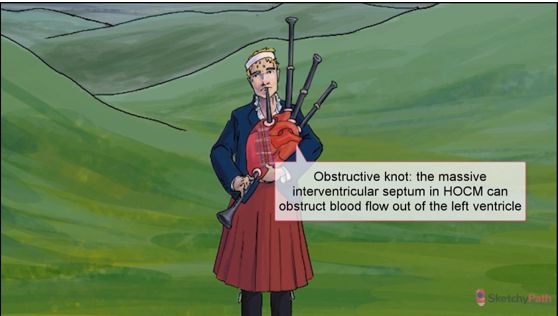 Obstructive knot: the massive
interventricular septum in HOCM can
obstruct blood flow out of the left ventricle
SketchyPath